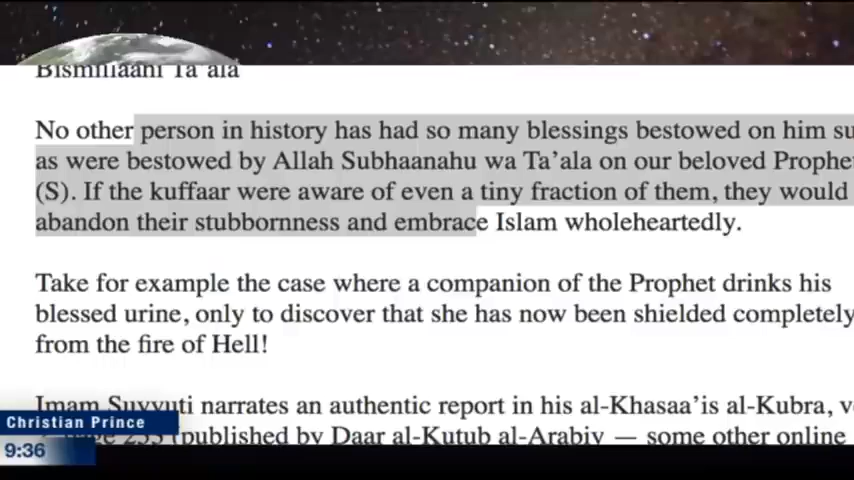 Bismillaahi Ta'ala
No other person in history has had so many blessings bestowed on him su
as were bestowed by Allah Subhaanahu wa Ta'ala on our beloved Prophe
(S). If the kuffaar were aware of even a tiny fraction of them, they would
abandon their stubbornness and embrace Islam wholeheartedly.
Take for example the case where a companion of the Prophet drinks his
blessed urine, only to discover that she has now been shielded completely
from the fire of Hell!
Imam Suyyuti narrates an authentic report in his al-Khasaa'is al-Kubra, v
page 253 (published by Daar al-Kutub al-Arabiy — some other online
Christian Prince
9:36